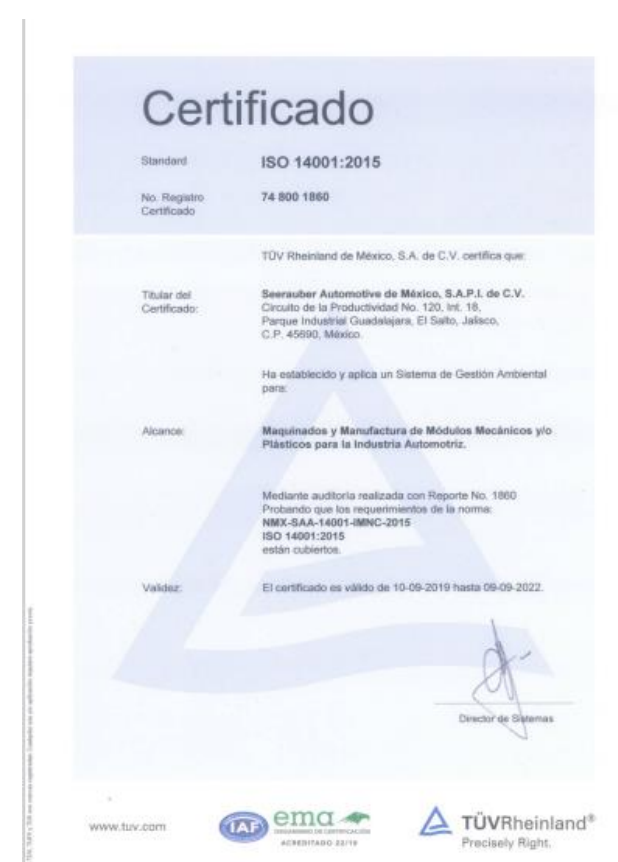 Certificado
Standard ISO 14001:2015
No. Registro 74 800 1860
Certificado
TÜV Rheinland de México, S.A. de C.V. certifica que:
Titular del Seerauber Automotive de México, S.A.P.I. de C.V.
Certificado: Circuito de la Productividad No. 120, Int. 18,
Parque Industrial Guadalajara, El Salto, Jalisco,
C.P. 45690, México.
Ha establecido y aplica un Sistema de Gestión Ambiental
para:
Alcance: Maquinados y Manufactura de Módulos Mecánicos y/o
Plásticos para la Industria Automotriz.
Mediante auditoría realizada con Reporte No. 1860
Probando que los requerimientos de la norma:
NMX-SAA-14001-IMNC-2015
ISO 14001:2015
están cubiertos.
Validez: El certificado es válido de 10-09-2019 hasta 09-09-2022.
Director de Sistemas
www.tuv.com
IAF
ema
ORGANISMO DE CERTIFICACIÓN
ACREDITADO 22/10
TÜVRheinland®
Precisely Right.